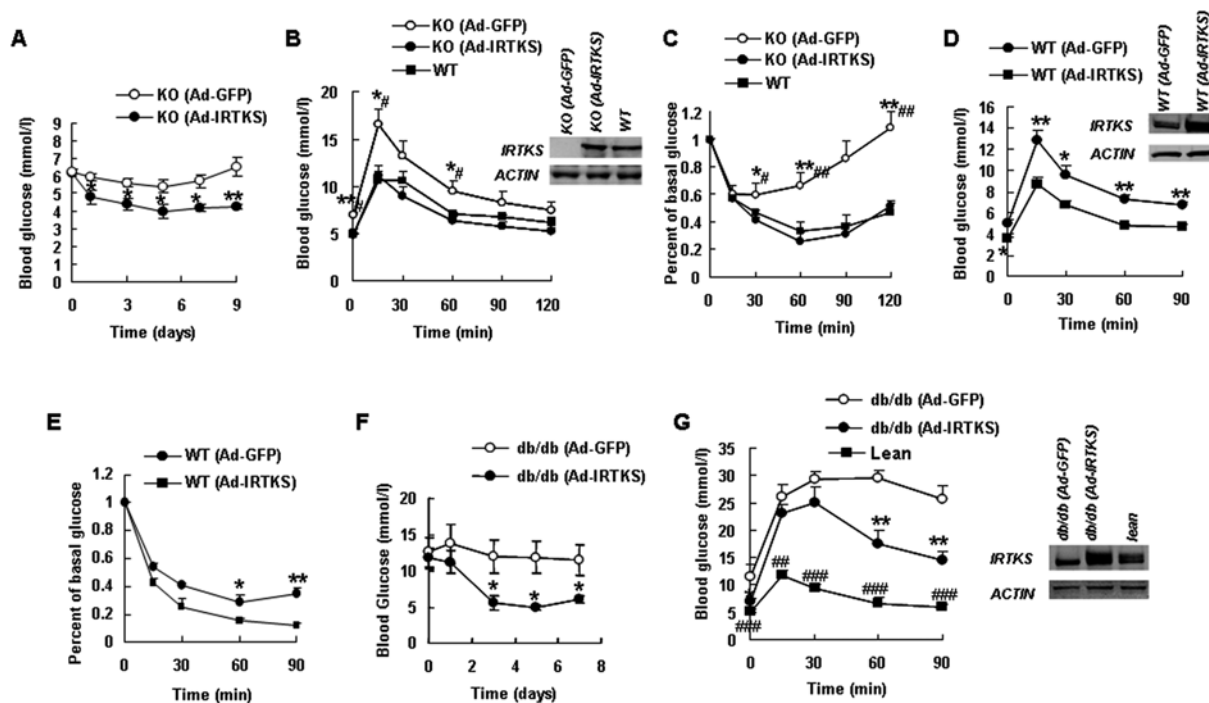 A
KO (Ad-GFP)
KO (Ad-IRTKS)
Blood glucose (mmol/l)
9
8
7
6
5
4
3
2
1
0
* * * * **
0 3 6 9
Time (days)
B
KO (Ad-GFP)
KO (Ad-IRTKS)
WT
Blood glucose (mmol/l)
20
15
10
5
0
**# *# *#
0 30 60 90 120
Time (min)
KO (Ad-GFP)
KO (Ad-IRTKS)
WT
IRTKS
ACTIN
C
KO (Ad-GFP)
KO (Ad-IRTKS)
WT
Percent of basal glucose
1.2
1
0.8
0.6
0.4
0.2
0
*# **## **##
0 30 60 90 120
Time (min)
D
WT (Ad-GFP)
WT (Ad-IRTKS)
Blood glucose (mmol/l)
16
14
12
10
8
6
4
2
0
* ** * ** **
0 30 60 90
Time (min)
WT (Ad-GFP)
WT (Ad-IRTKS)
IRTKS
ACTIN
E
WT (Ad-GFP)
WT (Ad-IRTKS)
Percent of basal glucose
1.2
1
0.8
0.6
0.4
0.2
0
* **
0 30 60 90
Time (min)
F
db/db (Ad-GFP)
db/db (Ad-IRTKS)
Blood Glucose (mmol/l)
20
15
10
5
0
* * *
0 2 4 6 8
Time (days)
G
db/db (Ad-GFP)
db/db (Ad-IRTKS)
Lean
Blood glucose (mmol/l)
35
30
25
20
15
10
5
0
** **
### ## ### ### ###
0 30 60 90
Time (min)
db/db (Ad-GFP)
db/db (Ad-IRTKS)
lean
IRTKS
ACTIN